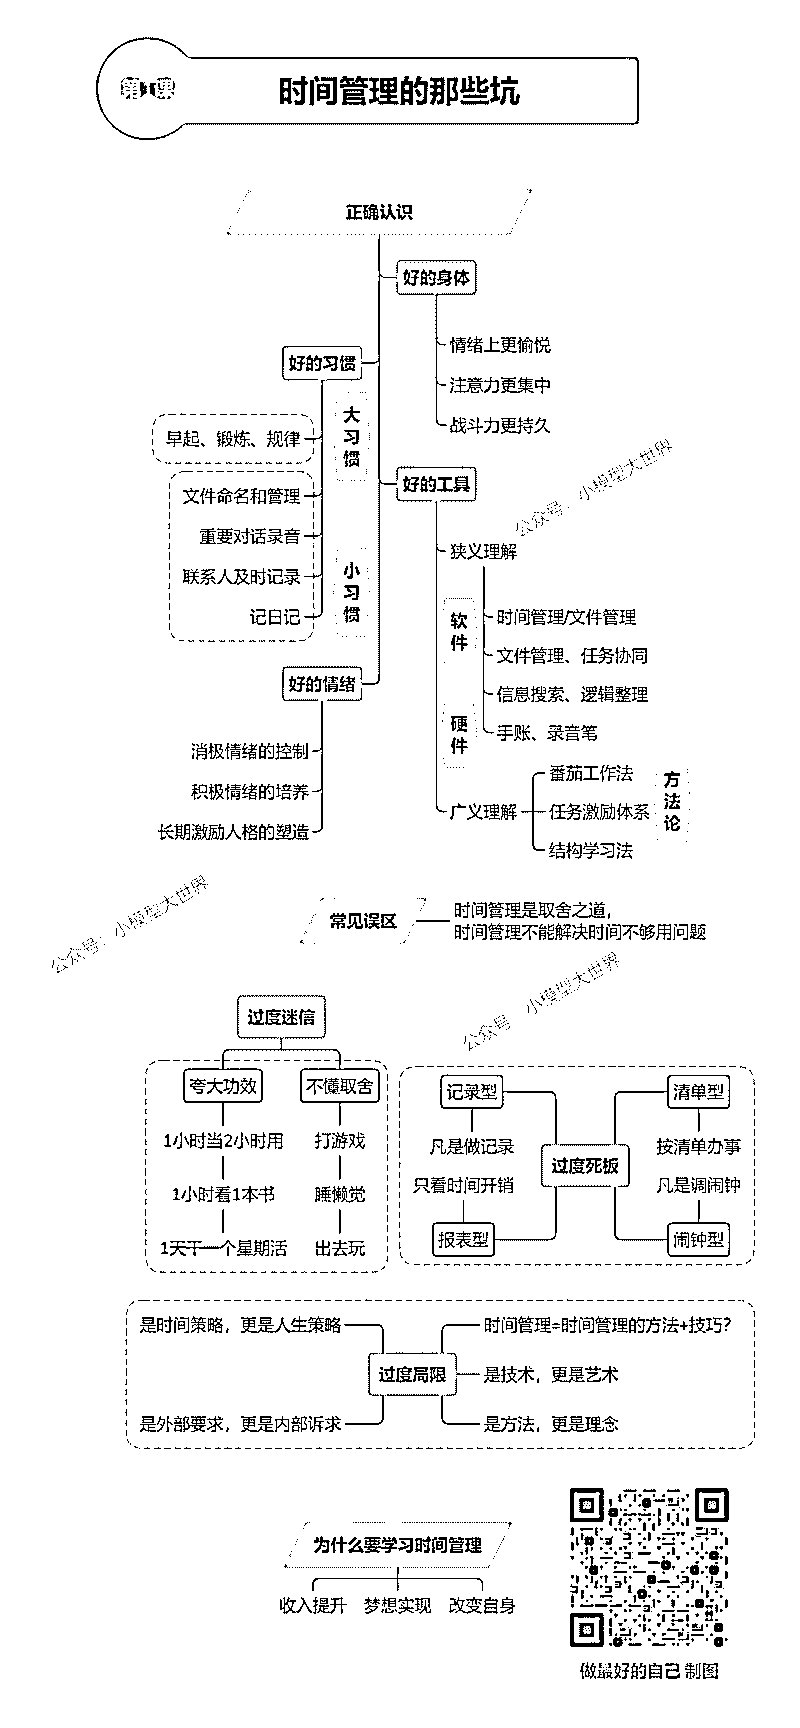 第1课
时间管理的那些坑
正确认识
好的身体
情绪上更愉悦
注意力更集中
战斗力更持久
好的习惯
大习惯
早起、锻炼、规律
文件命名和管理
重要对话录音
联系人及时记录
记日记
小习惯
好的工具
公众号：小模型大世界
狭义理解
软件
时间管理/文件管理
文件管理、任务协同
信息搜索、逻辑整理
硬件
手账、录音笔
广义理解
番茄工作法
任务激励体系
结构学习法
方法论
好的情绪
消极情绪的控制
积极情绪的培养
长期激励人格的塑造
公众号：小模型大世界
常见误区
时间管理是取舍之道，
时间管理不能解决时间不够用问题
公众号：小模型大世界
过度迷信
夸大功效
1小时当2小时用
1小时看1本书
1天干一个星期活
不懂取舍
打游戏
睡懒觉
出去玩
记录型
凡是做记录
只看时间开销
报表型
过度死板
清单型
按清单办事
凡是调闹钟
闹钟型
是时间策略，更是人生策略
时间管理=时间管理的方法+技巧？
过度局限
是技术，更是艺术
是外部要求，更是内部诉求
是方法，更是理念
为什么要学习时间管理
收入提升
梦想实现
改变自身
做最好的自己 制图